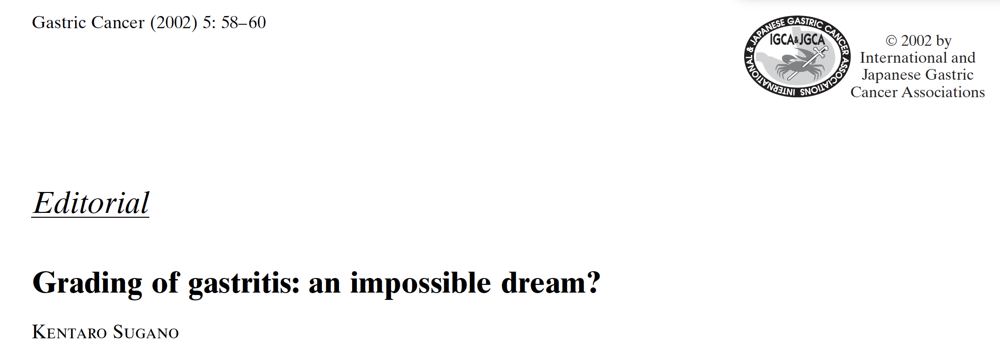 Gastric Cancer (2002) 5: 58–60
INTERNATIONAL & JAPANESE GASTRIC CANCER ASSOCIATIONS
IGCA&JGCA
© 2002 by
International and
Japanese Gastric
Cancer Associations
Editorial
Grading of gastritis: an impossible dream?
Kentaro Sugano